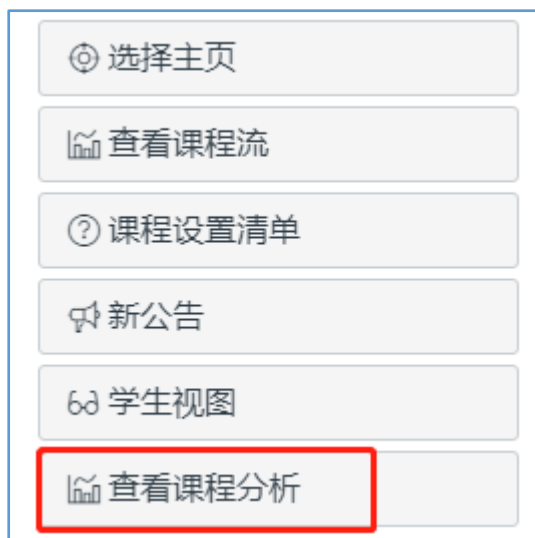 选择主页
查看课程流
课程设置清单
新公告
学生视图
查看课程分析